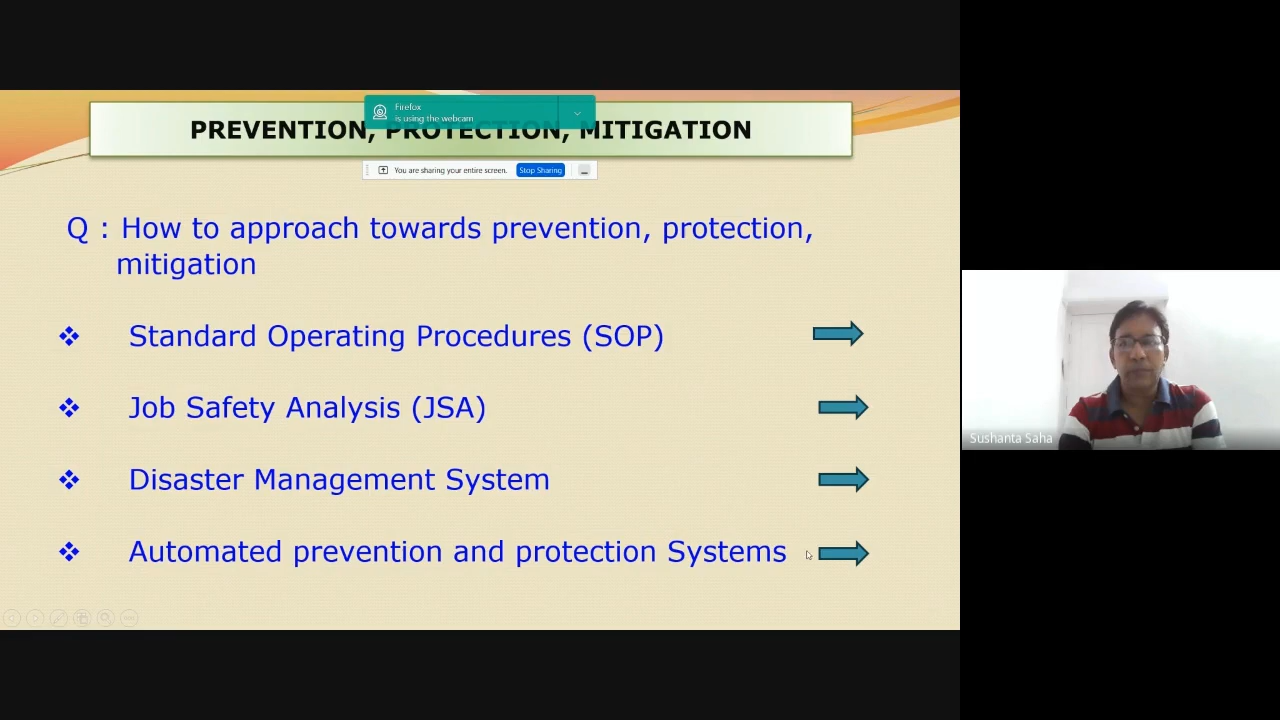 Firefox
is using the webcam
PREVENTION, PROTECTION, MITIGATION
You are sharing your entire screen. Stop Sharing
Q : How to approach towards prevention, protection,
mitigation
❖ Standard Operating Procedures (SOP)
❖ Job Safety Analysis (JSA)
Sushanta Saha
❖ Disaster Management System
❖ Automated prevention and protection Systems